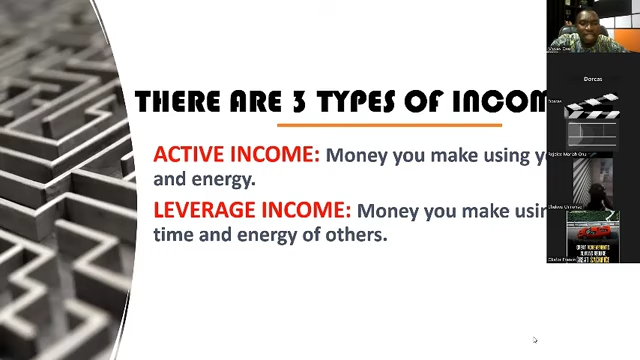 THERE ARE 3 TYPES OF INCOM
ACTIVE INCOME: Money you make using y
and energy.
LEVERAGE INCOME: Money you make usin
time and energy of others.
Dorcas